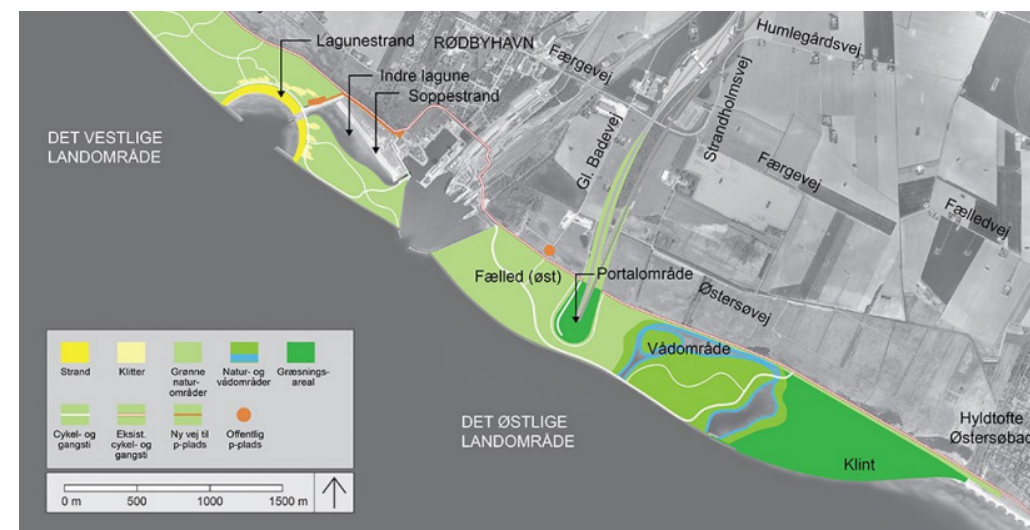 Lagunestrand
RØDBYHAVN
Humlegårdsvej
Færgevej
Indre lagune
Soppestrand
DET VESTLIGE
LANDOMRÅDE
Gl. Badevej
Strandholmsvej
Færgevej
Fælledvej
Fælled (øst)
Portalområde
Østersøvej
Vådområde
DET ØSTLIGE
LANDOMRÅDE
Hyldtofte
Østersøbad
Klint
Strand
Klitter
Grønne
natur-
områder
Natur- og
vådområder
Græsnings-
areal
Cykel- og
gangsti
Eksist.
cykel- og
gangsti
Ny vej til
p-plads
Offentlig
p-plads
0 m 500 1000 1500 m